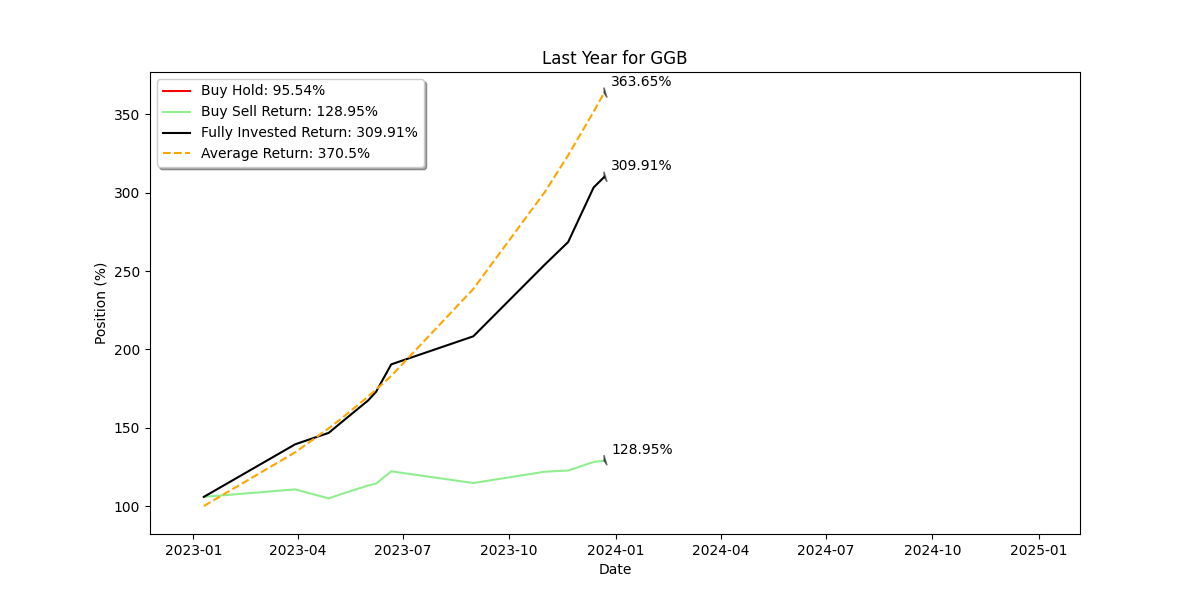 Last Year for GGB
Buy Hold: 95.54%
Buy Sell Return: 128.95%
Fully Invested Return: 309.91%
Average Return: 370.5%
363.65%
309.91%
128.95%
Position (%)
350
300
250
200
150
100
2023-01 2023-04 2023-07 2023-10 2024-01 2024-04 2024-07 2024-10 2025-01
Date